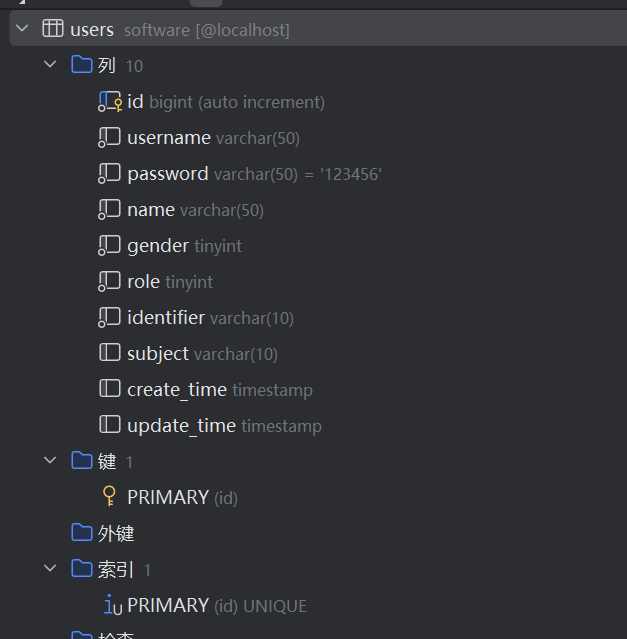 users software [@localhost]
列 10
id bigint (auto increment)
username varchar(50)
password varchar(50) = '123456'
name varchar(50)
gender tinyint
role tinyint
identifier varchar(10)
subject varchar(10)
create_time timestamp
update_time timestamp
键 1
PRIMARY (id)
外键
索引 1
PRIMARY (id) UNIQUE